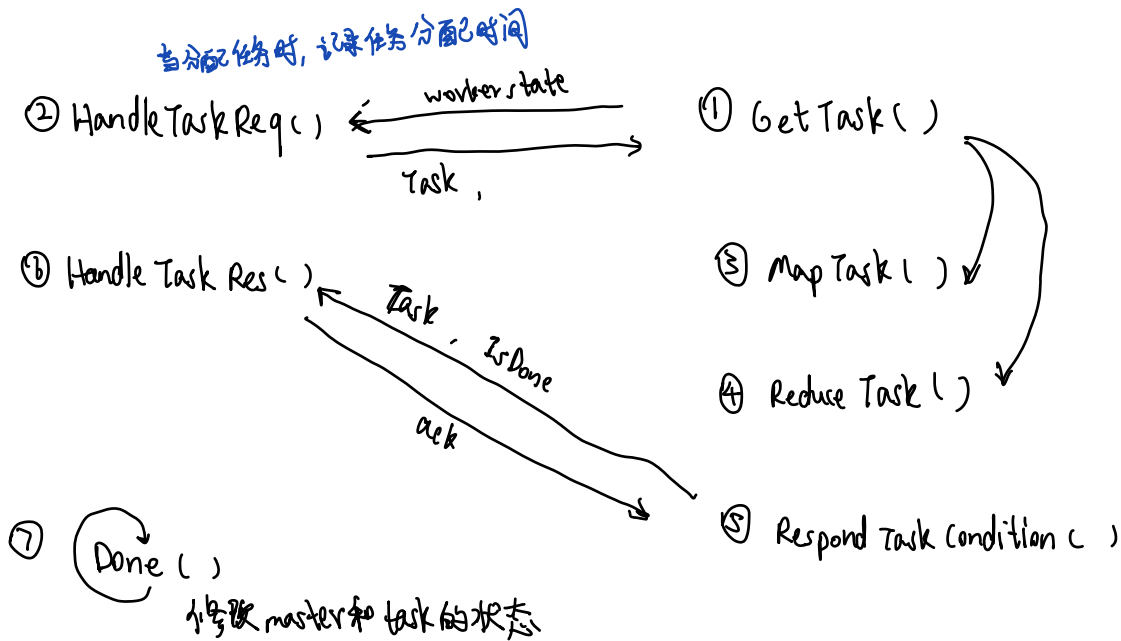 当分配任务时,记录任务分配时间
② HandleTaskReq()
workerstate
① GetTask()
Task,
③ MapTask()
⑥ HandleTaskRes()
Task, IsDone
④ ReduceTask()
ack
⑤ RespondTaskCondition()
⑦ Done()
修改master和task的状态